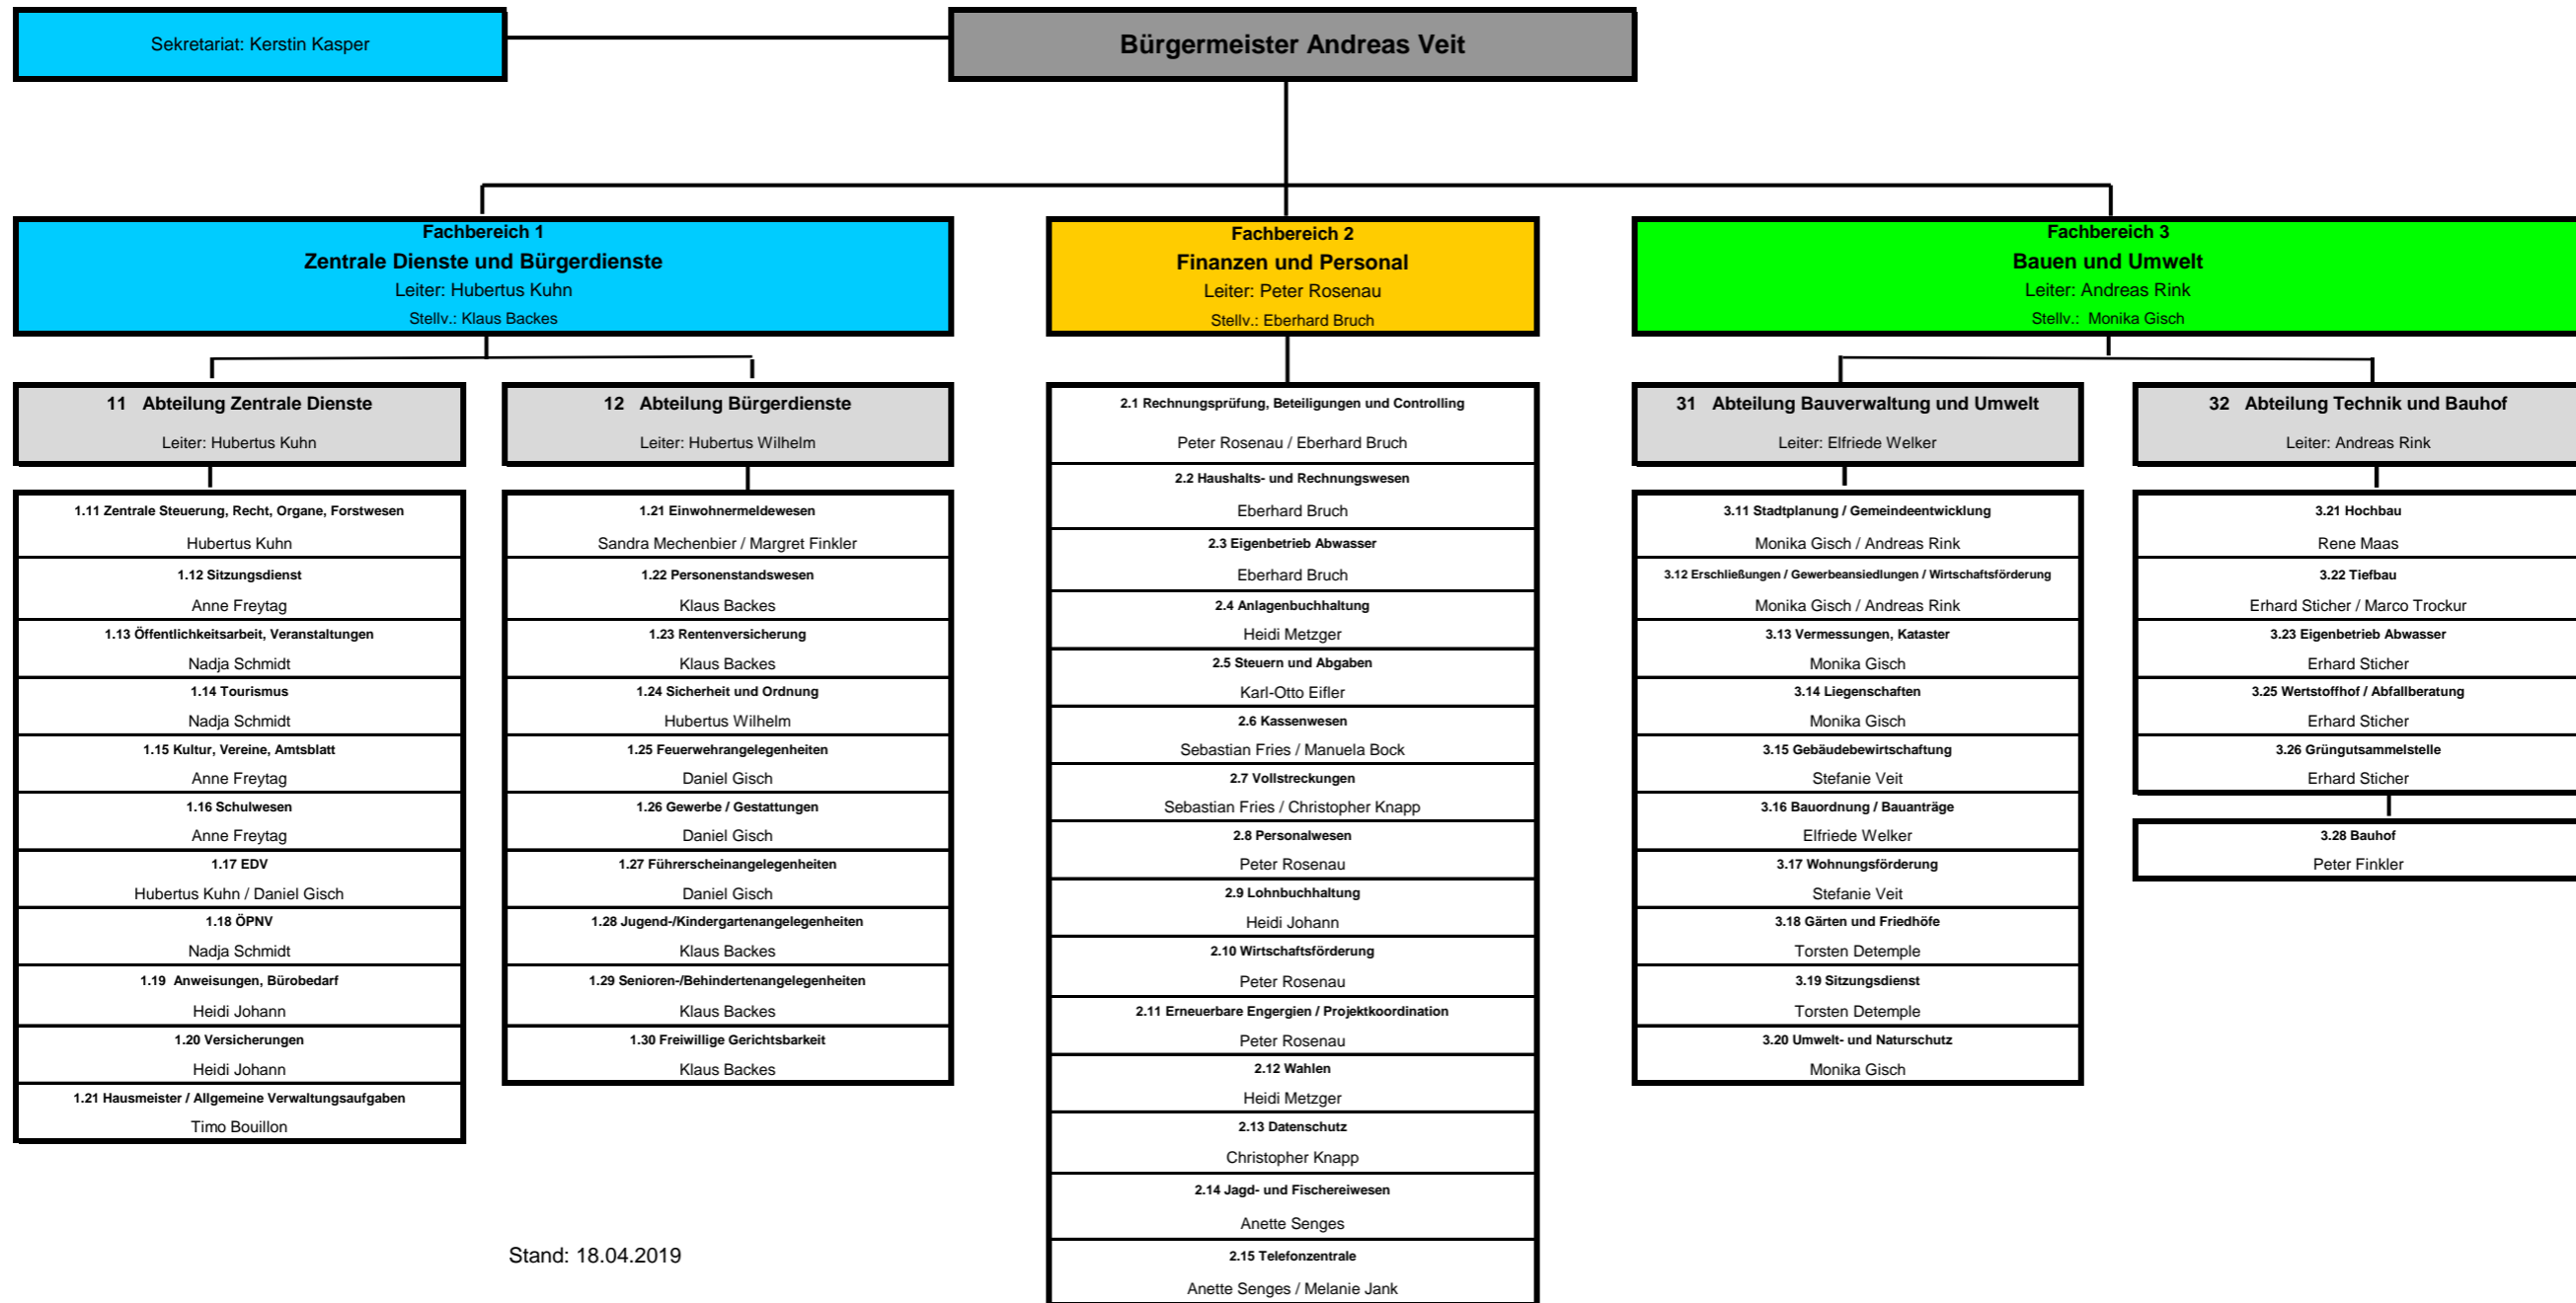 Sekretariat: Kerstin Kasper
Bürgermeister Andreas Veit
Fachbereich 1
Zentrale Dienste und Bürgerdienste
Leiter: Hubertus Kuhn
Stellv.: Klaus Backes
Fachbereich 2
Finanzen und Personal
Leiter: Peter Rosenau
Stellv.: Eberhard Bruch
Fachbereich 3
Bauen und Umwelt
Leiter: Andreas Rink
Stellv.: Monika Gisch
11 Abteilung Zentrale Dienste
Leiter: Hubertus Kuhn
1.11 Zentrale Steuerung, Recht, Organe, Forstwesen
Hubertus Kuhn
1.12 Sitzungsdienst
Anne Freytag
1.13 Öffentlichkeitsarbeit, Veranstaltungen
Nadja Schmidt
1.14 Tourismus
Nadja Schmidt
1.15 Kultur, Vereine, Amtsblatt
Anne Freytag
1.16 Schulwesen
Anne Freytag
1.17 EDV
Hubertus Kuhn / Daniel Gisch
1.18 ÖPNV
Nadja Schmidt
1.19 Anweisungen, Bürobedarf
Heidi Johann
1.20 Versicherungen
Heidi Johann
1.21 Hausmeister / Allgemeine Verwaltungsaufgaben
Timo Bouillon
12 Abteilung Bürgerdienste
Leiter: Hubertus Wilhelm
1.21 Einwohnermeldewesen
Sandra Mechenbier / Margret Finkler
1.22 Personenstandswesen
Klaus Backes
1.23 Rentenversicherung
Klaus Backes
1.24 Sicherheit und Ordnung
Hubertus Wilhelm
1.25 Feuerwehrangelegenheiten
Daniel Gisch
1.26 Gewerbe / Gestattungen
Daniel Gisch
1.27 Führerscheinangelegenheiten
Daniel Gisch
1.28 Jugend-/Kindergartenangelegenheiten
Klaus Backes
1.29 Senioren-/Behindertenangelegenheiten
Klaus Backes
1.30 Freiwillige Gerichtsbarkeit
Klaus Backes
2.1 Rechnungsprüfung, Beteiligungen und Controlling
Peter Rosenau / Eberhard Bruch
2.2 Haushalts- und Rechnungswesen
Eberhard Bruch
2.3 Eigenbetrieb Abwasser
Eberhard Bruch
2.4 Anlagenbuchhaltung
Heidi Metzger
2.5 Steuern und Abgaben
Karl-Otto Eifler
2.6 Kassenwesen
Sebastian Fries / Manuela Bock
2.7 Vollstreckungen
Sebastian Fries / Christopher Knapp
2.8 Personalwesen
Peter Rosenau
2.9 Lohnbuchhaltung
Heidi Johann
2.10 Wirtschaftsförderung
Peter Rosenau
2.11 Erneuerbare Engergien / Projektkoordination
Peter Rosenau
2.12 Wahlen
Heidi Metzger
2.13 Datenschutz
Christopher Knapp
2.14 Jagd- und Fischereiwesen
Anette Senges
2.15 Telefonzentrale
Anette Senges / Melanie Jank
31 Abteilung Bauverwaltung und Umwelt
Leiter: Elfriede Welker
3.11 Stadtplanung / Gemeindeentwicklung
Monika Gisch / Andreas Rink
3.12 Erschließungen / Gewerbeansiedlungen / Wirtschaftsförderung
Monika Gisch / Andreas Rink
3.13 Vermessungen, Kataster
Monika Gisch
3.14 Liegenschaften
Monika Gisch
3.15 Gebäudebewirtschaftung
Stefanie Veit
3.16 Bauordnung / Bauanträge
Elfriede Welker
3.17 Wohnungsförderung
Stefanie Veit
3.18 Gärten und Friedhöfe
Torsten Detemple
3.19 Sitzungsdienst
Torsten Detemple
3.20 Umwelt- und Naturschutz
Monika Gisch
32 Abteilung Technik und Bauhof
Leiter: Andreas Rink
3.21 Hochbau
Rene Maas
3.22 Tiefbau
Erhard Sticher / Marco Trockur
3.23 Eigenbetrieb Abwasser
Erhard Sticher
3.25 Wertstoffhof / Abfallberatung
Erhard Sticher
3.26 Grüngutsammelstelle
Erhard Sticher
3.28 Bauhof
Peter Finkler
Stand: 18.04.2019